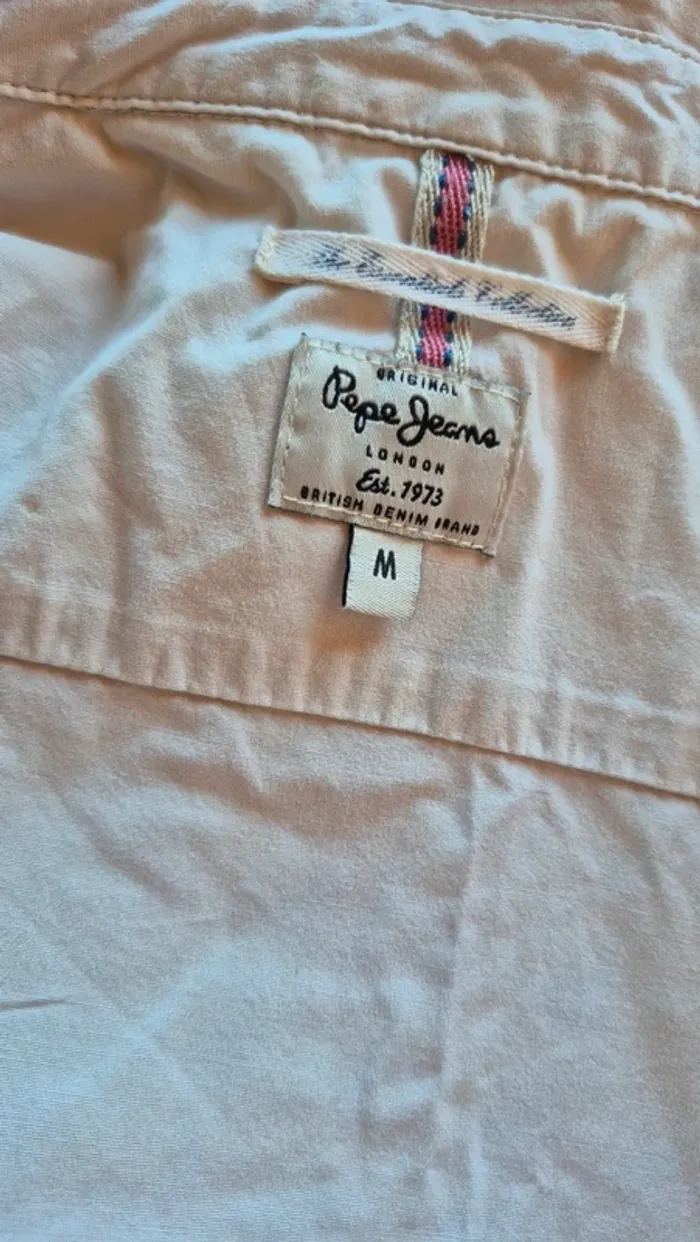 The Essentials Collection
ORIGINAL
Pepe Jeans
LONDON
Est. 1973
BRITISH DENIM BRAND
M